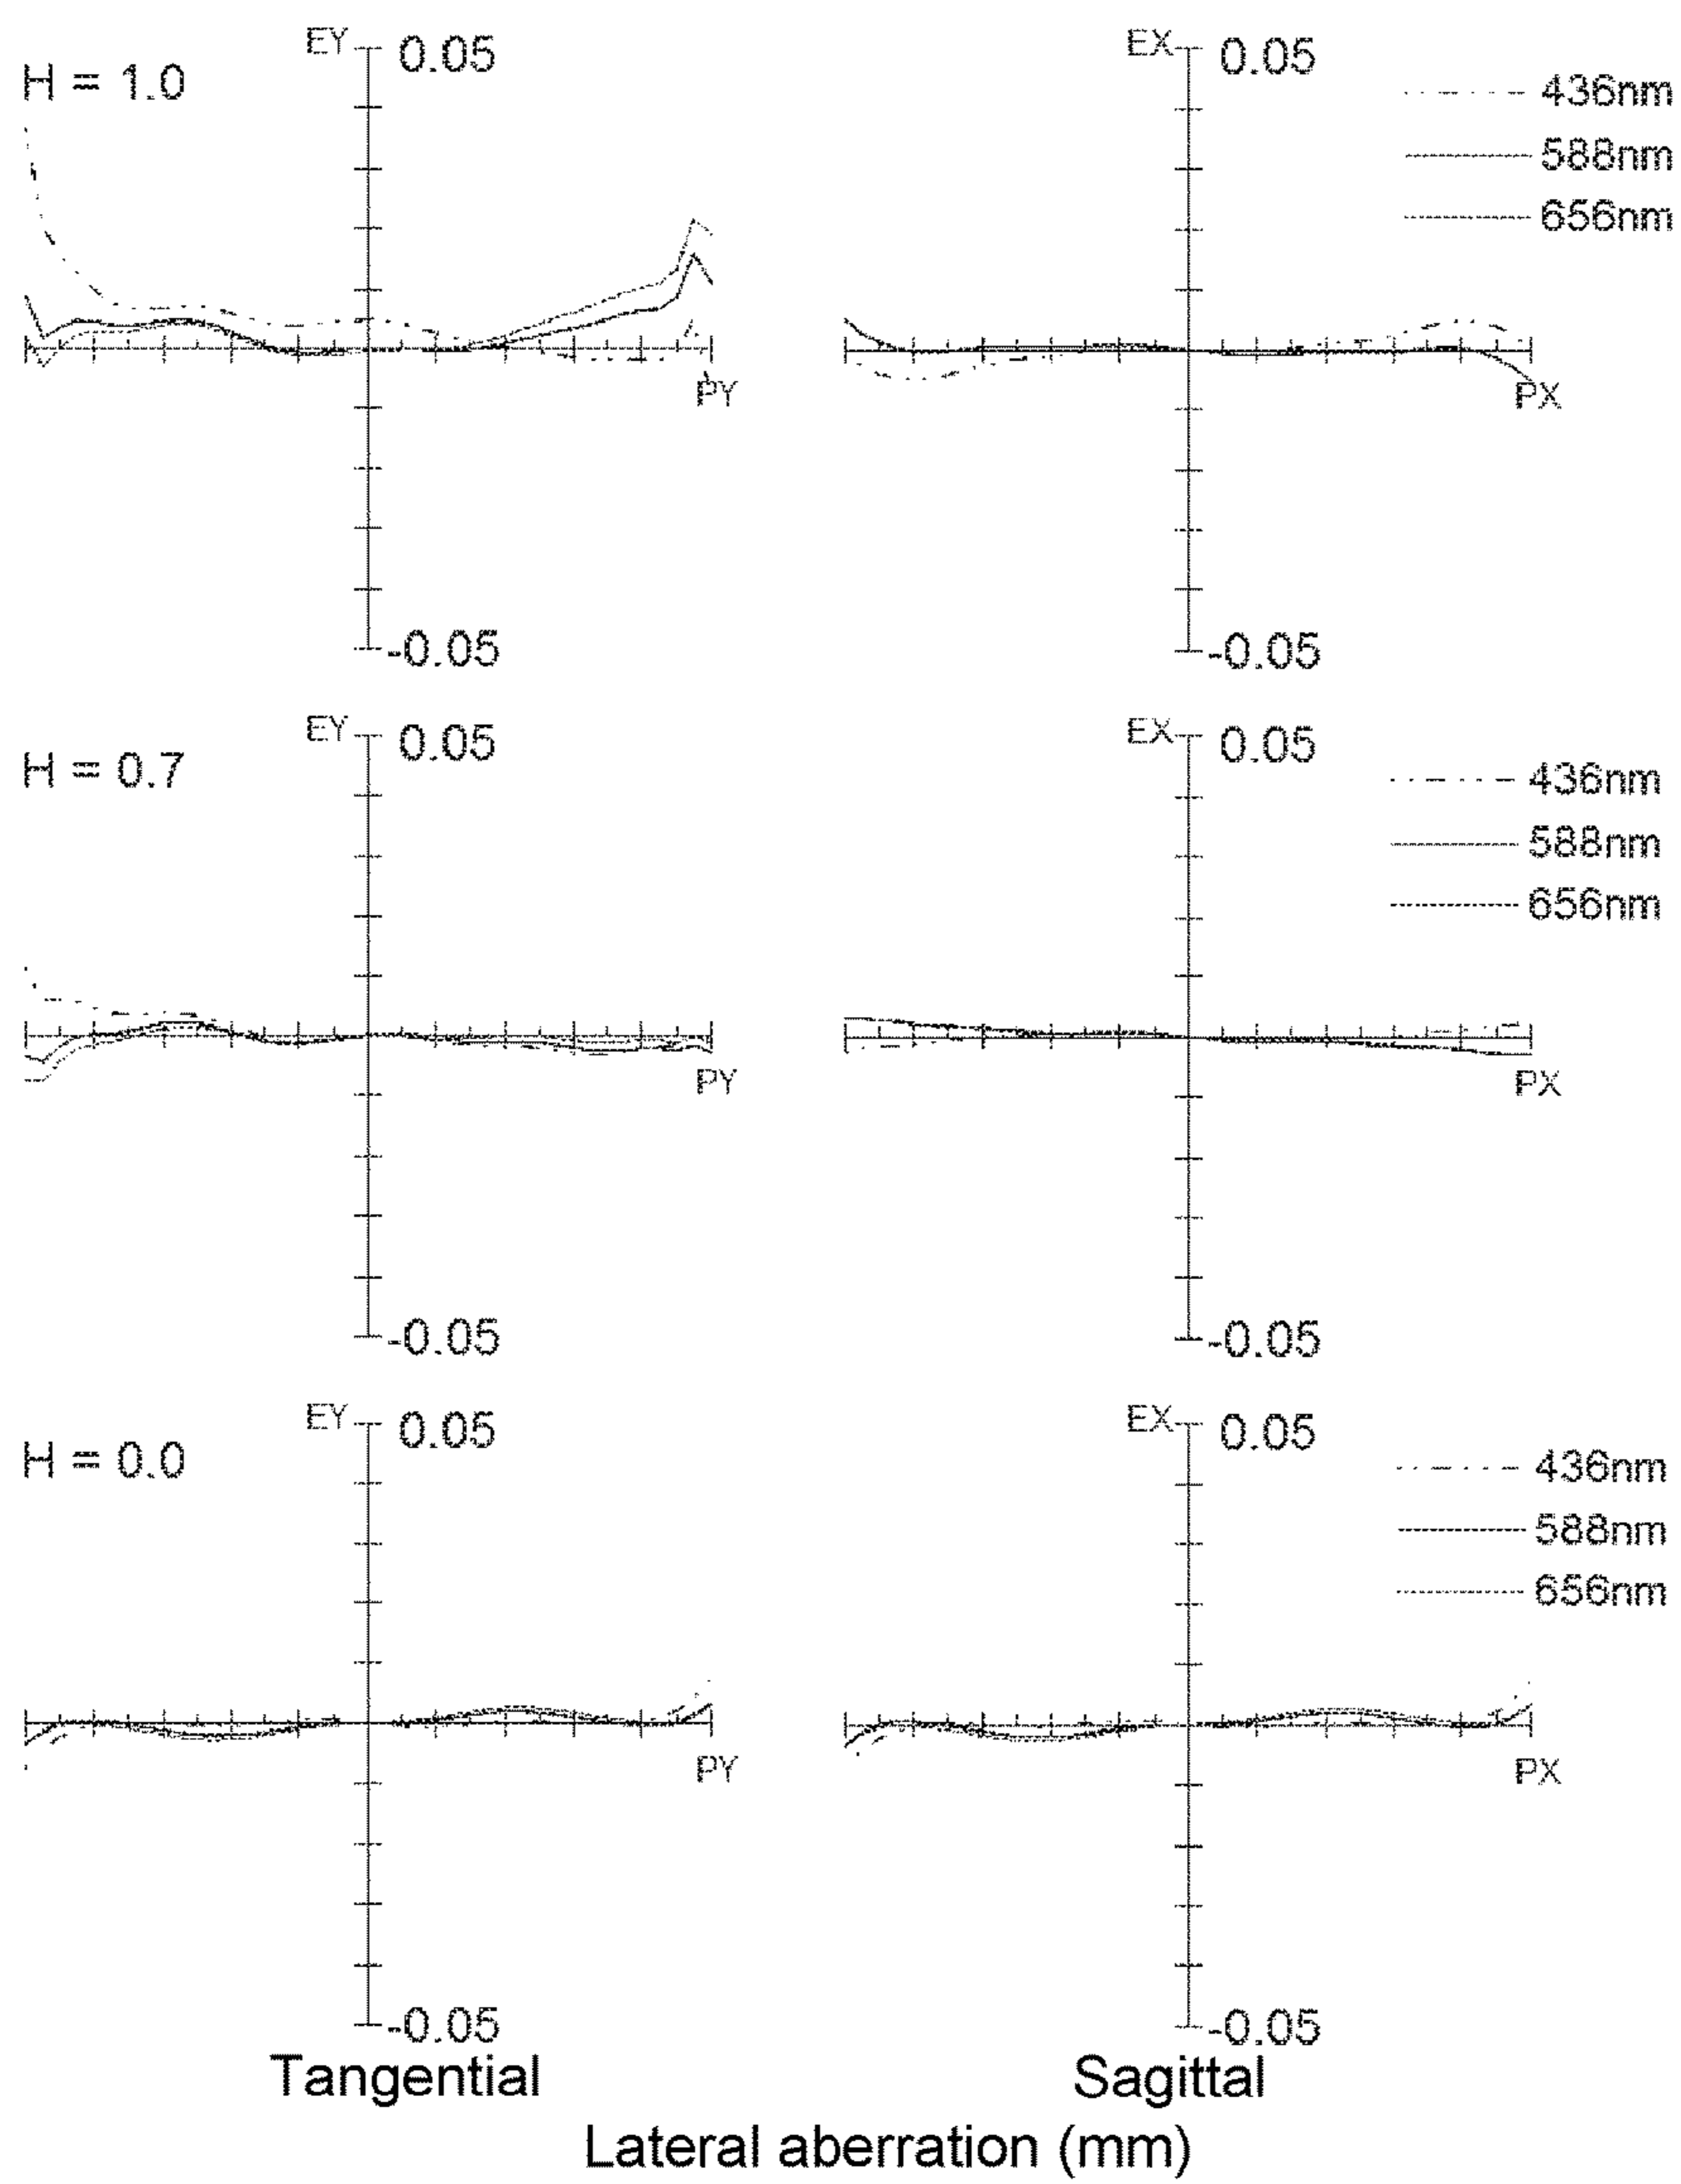 EY 0.05 EX 0.05
H = 1.0
436nm
588nm
656nm
PY PX
-0.05 -0.05
EY 0.05 EX 0.05
H = 0.7
436nm
588nm
656nm
PY PX
-0.05 -0.05
EY 0.05 EX 0.05
H = 0.0
436nm
588nm
656nm
PY PX
-0.05 -0.05
Tangential Sagittal
Lateral aberration (mm)